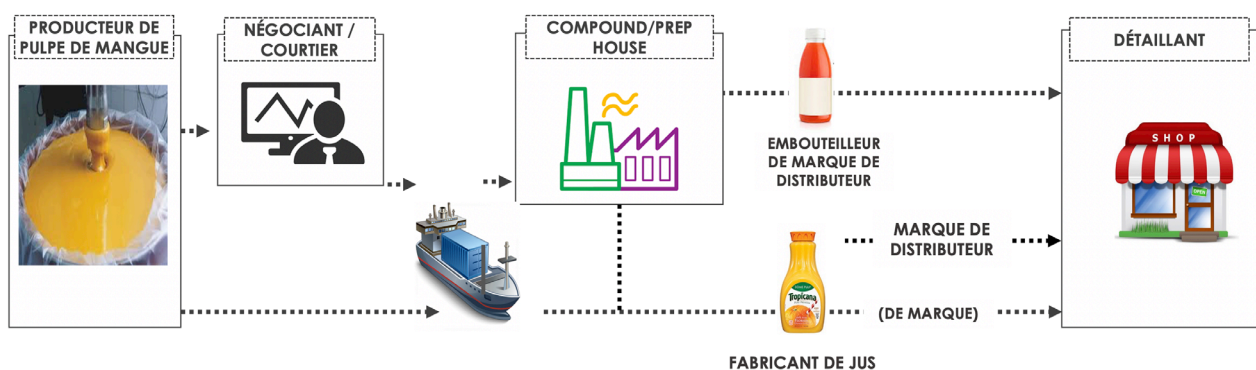 PRODUCTEUR DE
PULPE DE MANGUE
NÉGOCIANT /
COURTIER
COMPOUND/PREP
HOUSE
DÉTAILLANT
EMBOUTEILLEUR
DE MARQUE DE
DISTRIBUTEUR
SHOP
OPEN
MARQUE DE
DISTRIBUTEUR
Tropicana
(DE MARQUE)
FABRICANT DE JUS